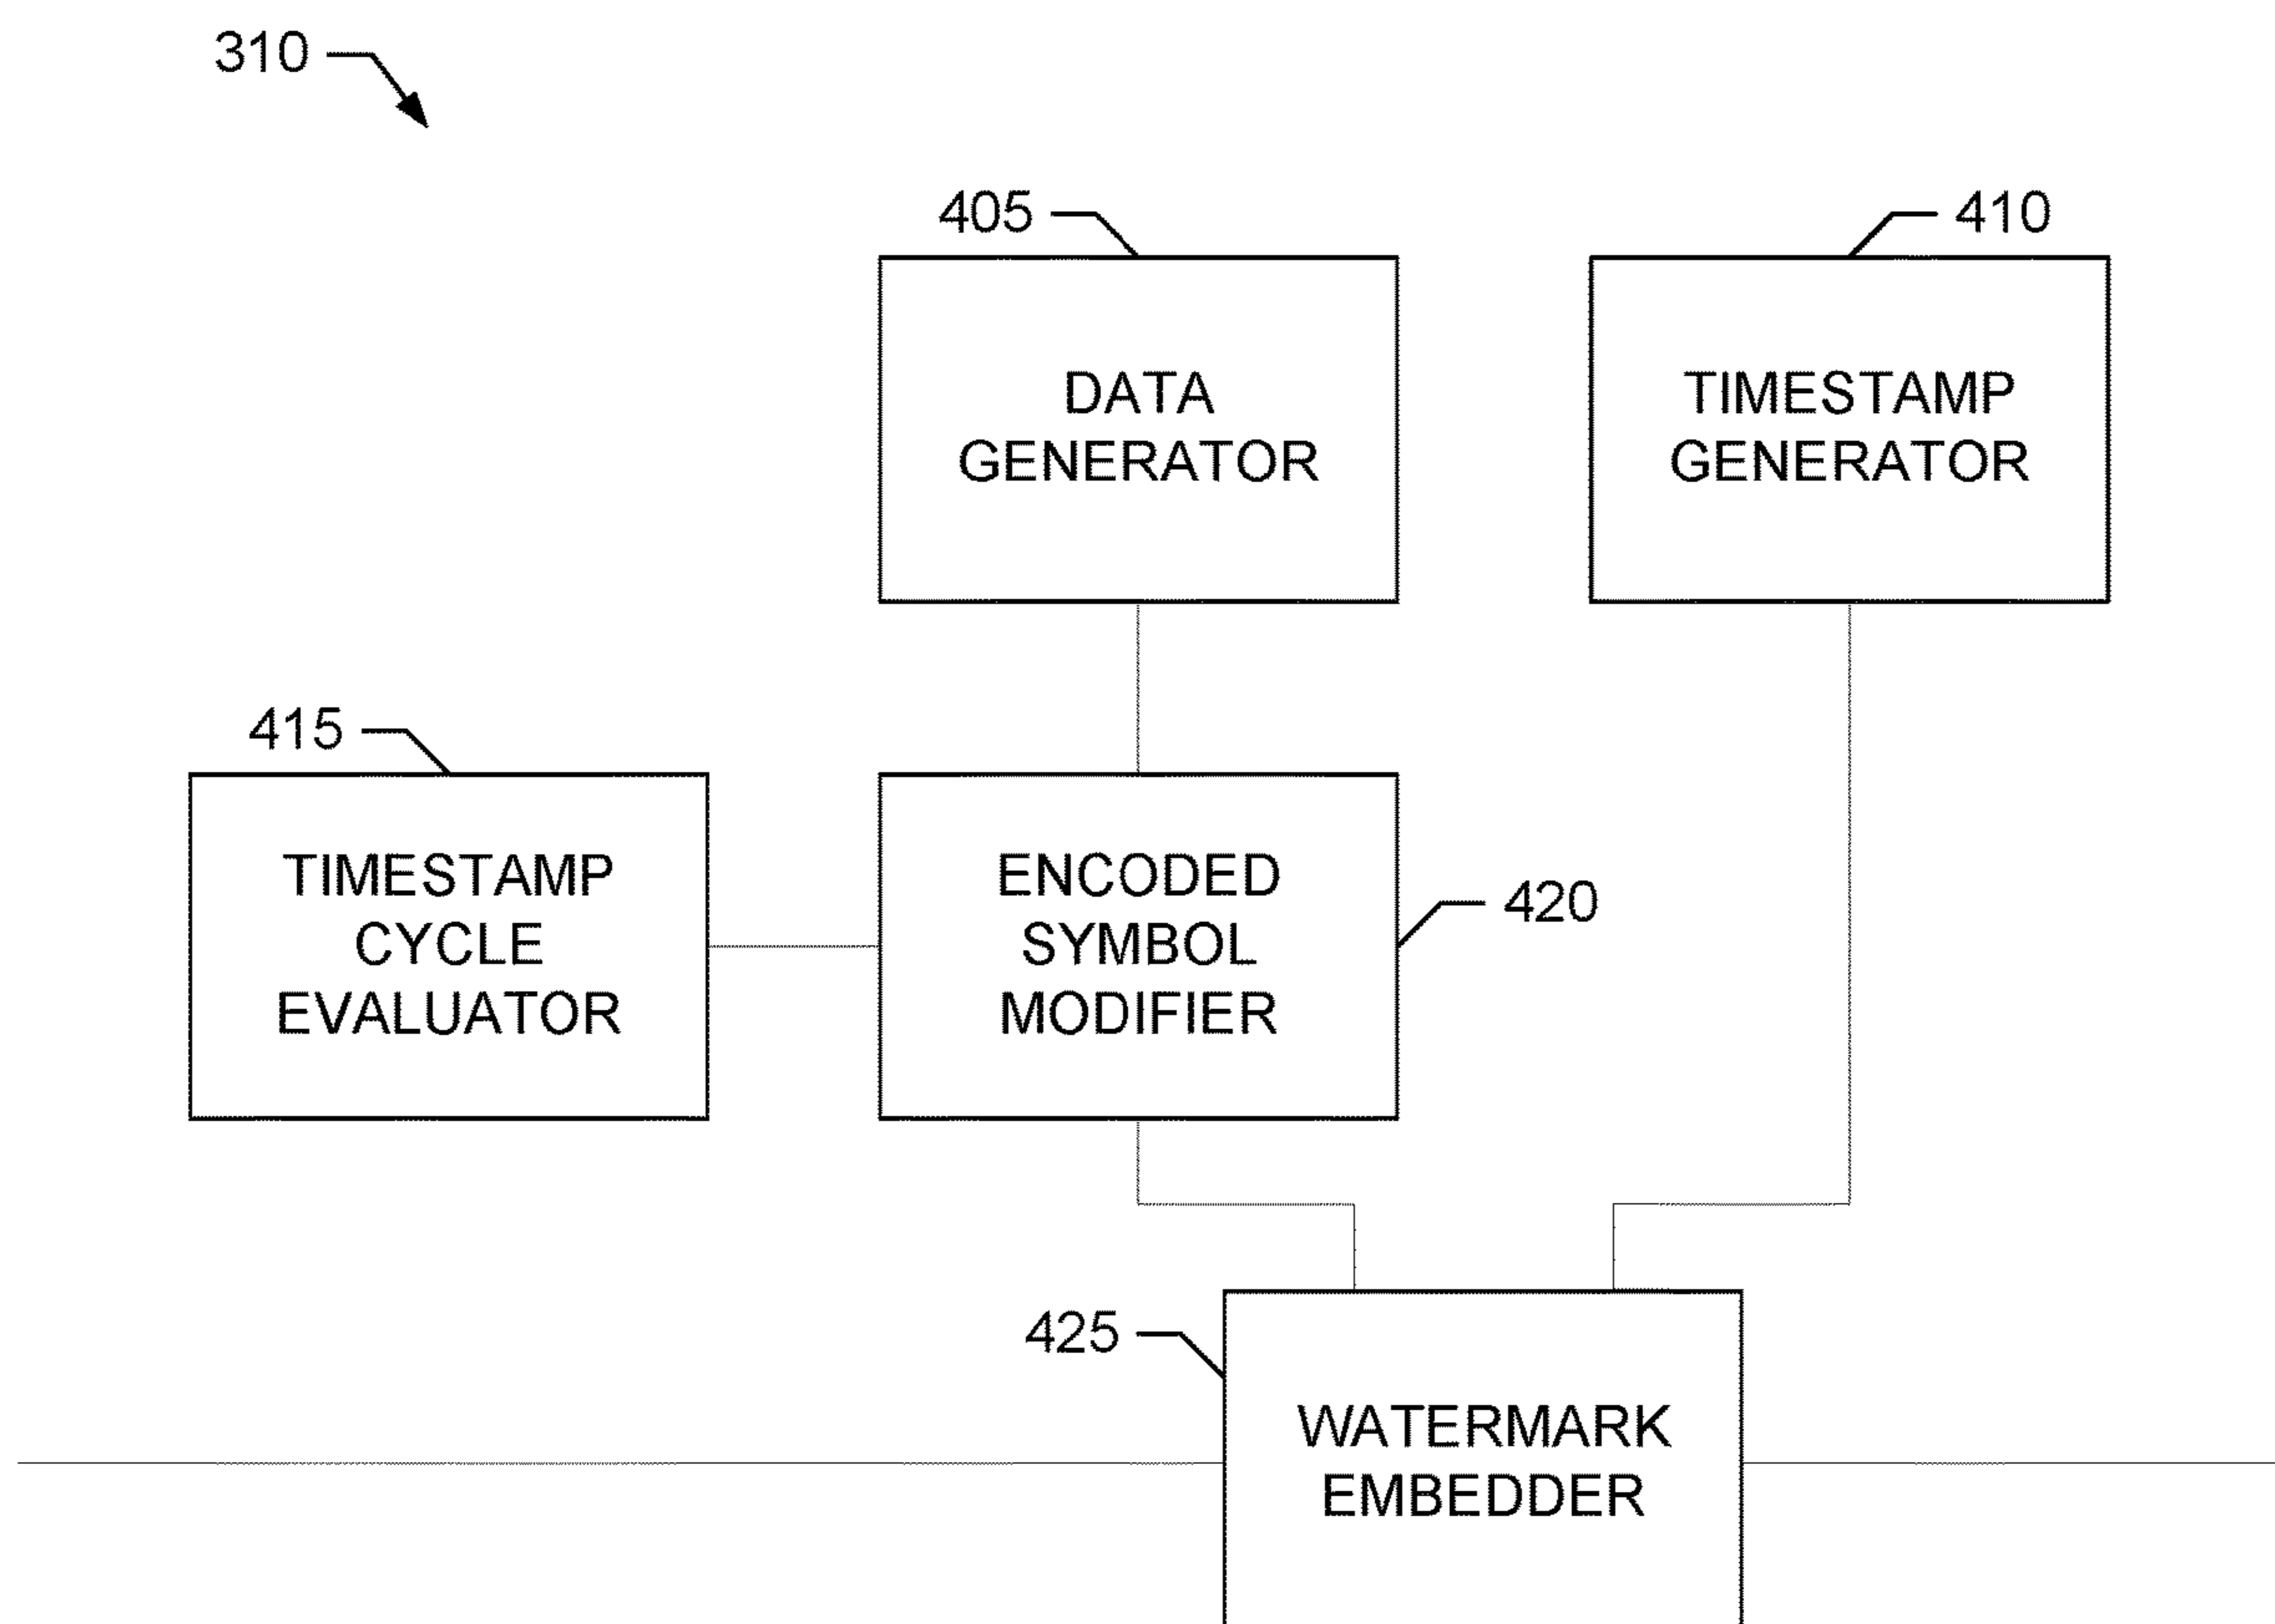 310
405
410
DATA
GENERATOR
TIMESTAMP
GENERATOR
415
TIMESTAMP
CYCLE
EVALUATOR
ENCODED
SYMBOL
MODIFIER
420
425
WATERMARK
EMBEDDER